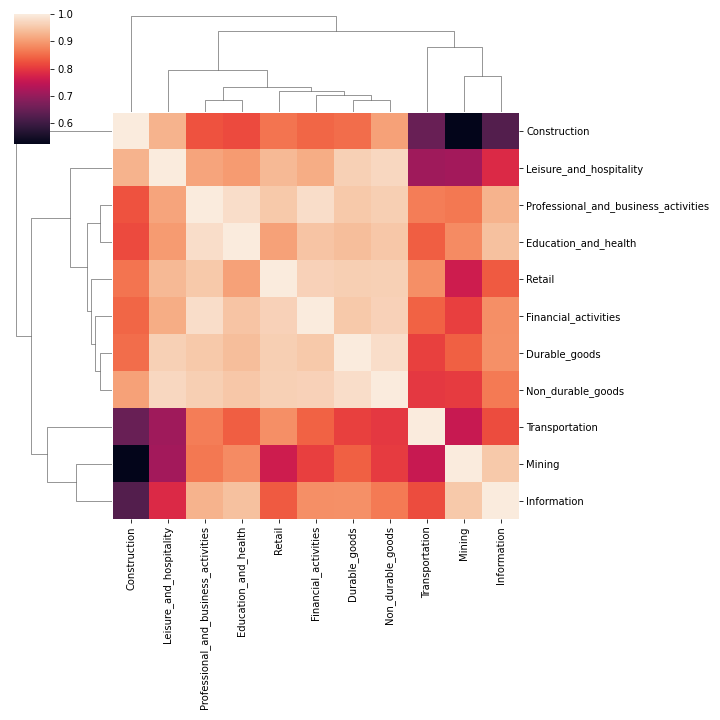 1.0
0.9
0.8
0.7
0.6
Construction
Leisure_and_hospitality
Professional_and_business_activities
Education_and_health
Retail
Financial_activities
Durable_goods
Non_durable_goods
Transportation
Mining
Information
Construction
Leisure_and_hospitality
Professional_and_business_activities
Education_and_health
Retail
Financial_activities
Durable_goods
Non_durable_goods
Transportation
Mining
Information